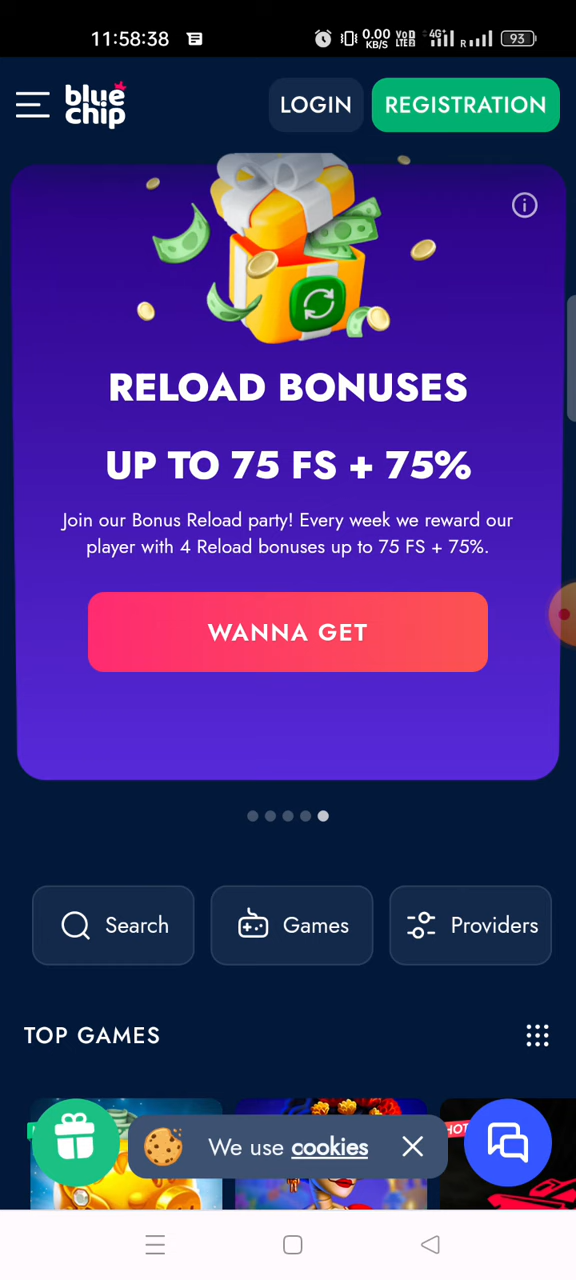 11:58:38
0.00
KB/S
VoD
LTE2
4G+
R
93
blue
chip
LOGIN
REGISTRATION
RELOAD BONUSES
UP TO 75 FS + 75%
Join our Bonus Reload party! Every week we reward our
player with 4 Reload bonuses up to 75 FS + 75%.
WANNA GET
Search
Games
Providers
TOP GAMES
HOT
We use cookies